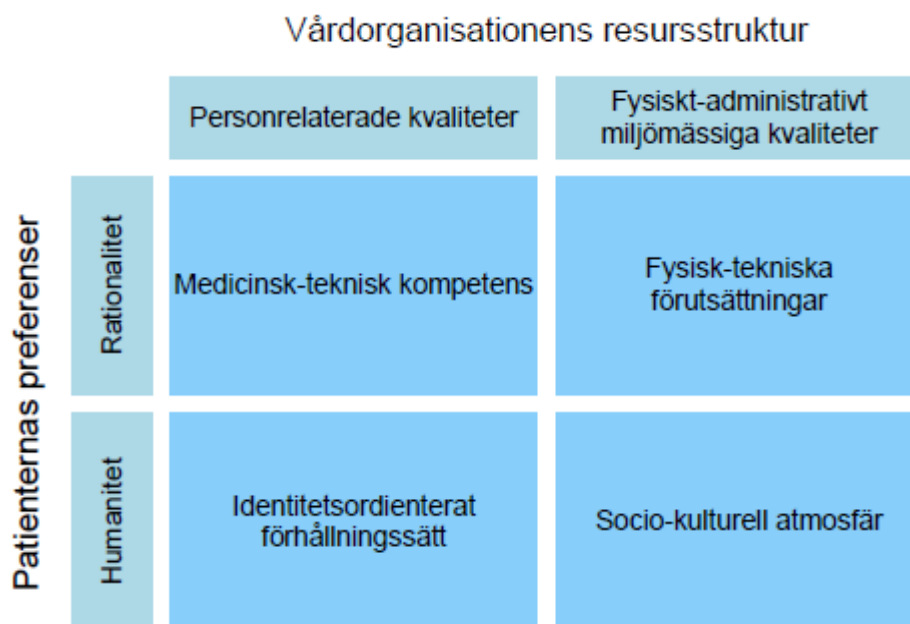 Vårdorganisationens resursstruktur
Personrelaterade kvaliteter
Fysiskt-administrativt
miljömässiga kvaliteter
Patienternas preferenser
Rationalitet
Medicinsk-teknisk kompetens
Fysisk-tekniska
förutsättningar
Humanitet
Identitetsordienterat
förhållningssätt
Socio-kulturell atmosfär